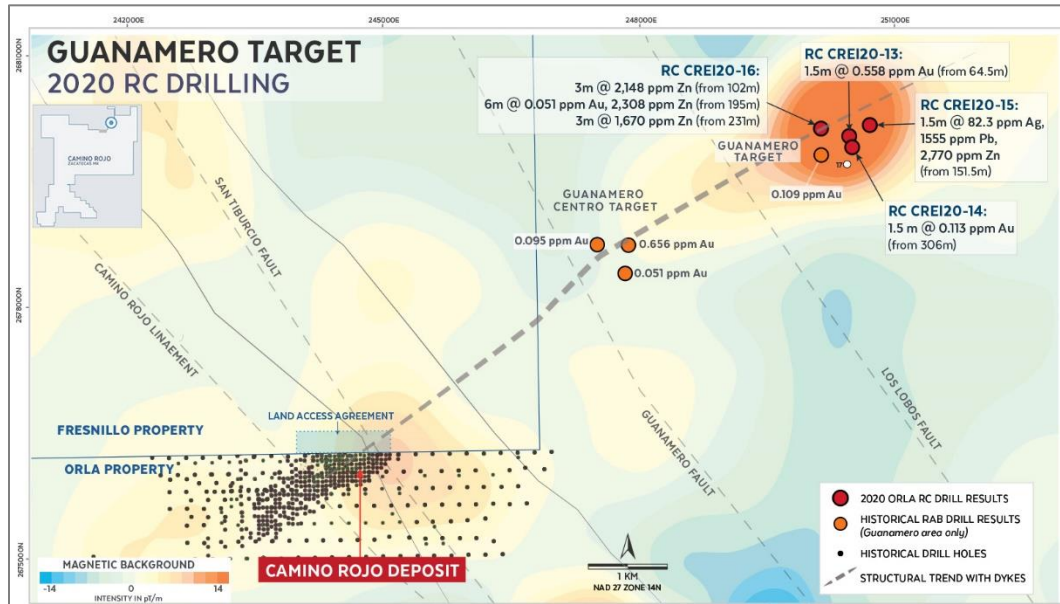 242000E
245000E
248000E
251000E
2681000N
2678000N
2675000N
GUANAMERO TARGET
2020 RC DRILLING
CAMINO ROJO
RC CREI20-16:
3m @ 2,148 ppm Zn (from 102m)
6m @ 0.051 ppm Au, 2,308 ppm Zn (from 195m)
3m @ 1,670 ppm Zn (from 231m)
RC CREI20-13:
1.5m @ 0.558 ppm Au (from 64.5m)
RC CREI20-15:
1.5m @ 82.3 ppm Ag,
1555 ppm Pb,
2,770 ppm Zn
(from 151.5m)
GUANAMERO
TARGET
17
0.109 ppm Au
RC CREI20-14:
1.5 m @ 0.113 ppm Au
(from 306m)
GUANAMERO
CENTRO TARGET
0.095 ppm Au
0.656 ppm Au
0.051 ppm Au
SAN TIBURCIO FAULT
CAMINO ROJO LINAEMENT
GUANAMERO FAULT
LOS LOBOS FAULT
LAND ACCESS AGREEMENT
FRESNILLO PROPERTY
ORLA PROPERTY
CAMINO ROJO DEPOSIT
MAGNETIC BACKGROUND
-14 0 14
INTENSITY IN pT/m
1 KM
NAD 27 ZONE 14N
2020 ORLA RC DRILL RESULTS
HISTORICAL RAB DRILL RESULTS
(Guanamero area only)
HISTORICAL DRILL HOLES
STRUCTURAL TREND WITH DYKES